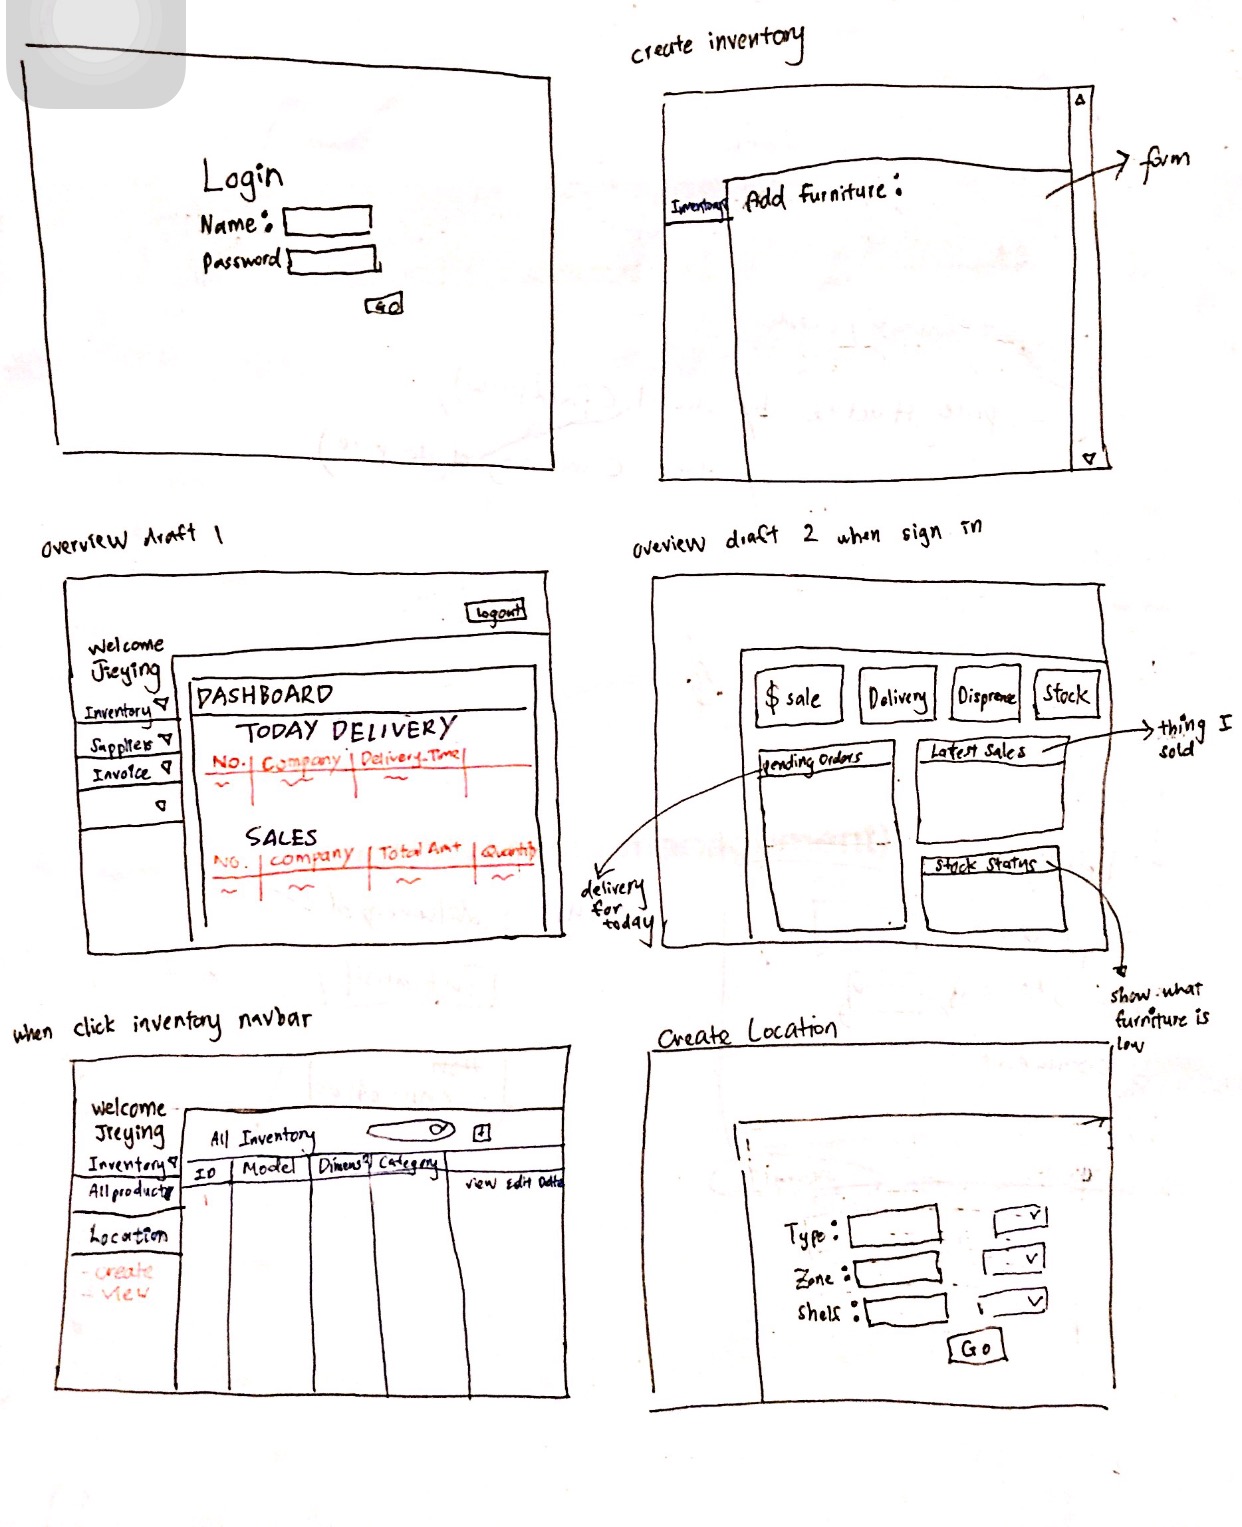 Login
Name:
Password
GO
create inventory
Inventory
Add Furniture:
form
overview draft 1
Logout
Welcome
Jieying
Inventory
Suppliers
Invoice
DASHBOARD
TODAY DELIVERY
No. Company Delivery-Time
SALES
No. Company Total Amt Quantity
oveview draft 2 when sign in
$ sale
Delivery
Stock
Pending Orders
Latest Sales
thing I
sold
Stock Status
delivery
for
today
show what
furniture is
low
when click inventory navbar
Welcome
Jieying
Inventory
All product
Location
- create
- view
All Inventory
ID Model Dimens Category
view Edit
Create Location
Type:
Zone:
Shelf:
Go